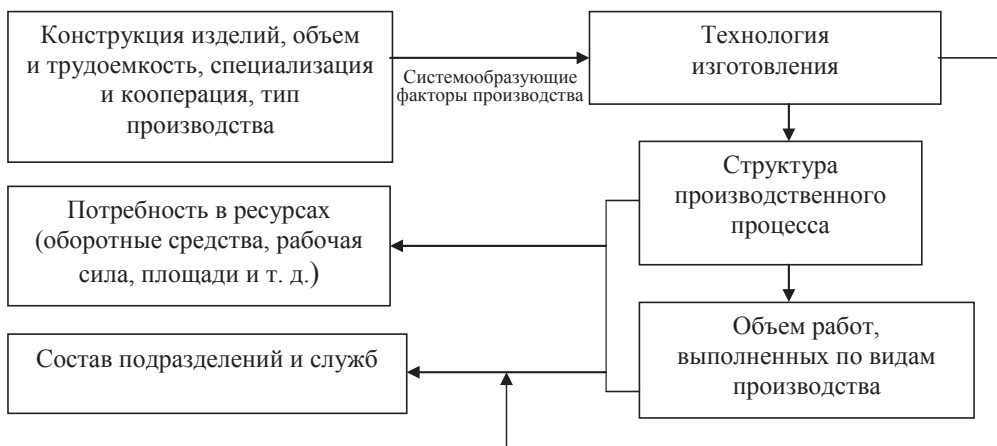 Конструкция изделий, объем
и трудоемкость, специализация
и кооперация, тип
производства
Системообразующие
факторы производства
Технология
изготовления
Структура
производственного
процесса
Потребность в ресурсах
(оборотные средства, рабочая
сила, площади и т. д.)
Объем работ,
выполненных по видам
производства
Состав подразделений и служб